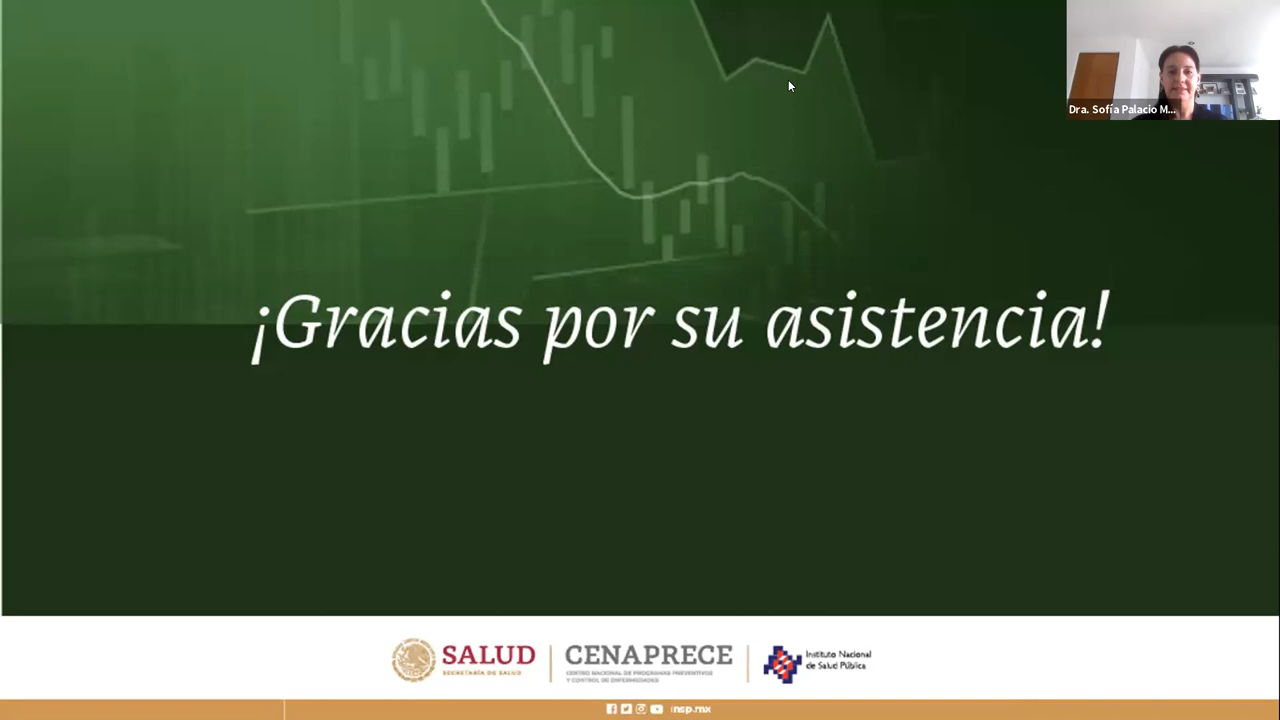 Dra. Sofía Palacio M...
¡Gracias por su asistencia!
SALUD
SECRETARÍA DE SALUD
CENAPRECE
CENTRO NACIONAL DE PROGRAMAS PREVENTIVOS
Y CONTROL DE ENFERMEDADES
Instituto Nacional
de Salud Pública
insp.mx